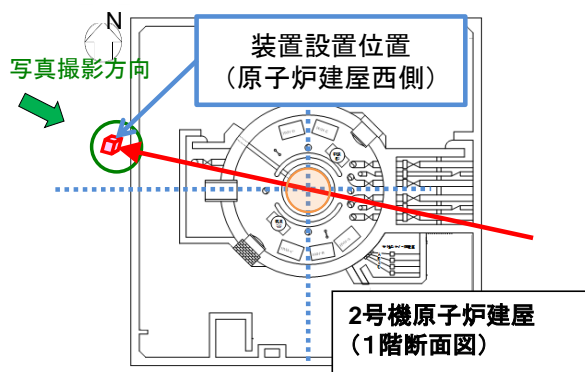 N
装置設置位置
（原子炉建屋西側）
写真撮影方向
2号機原子炉建屋
（1階断面図）